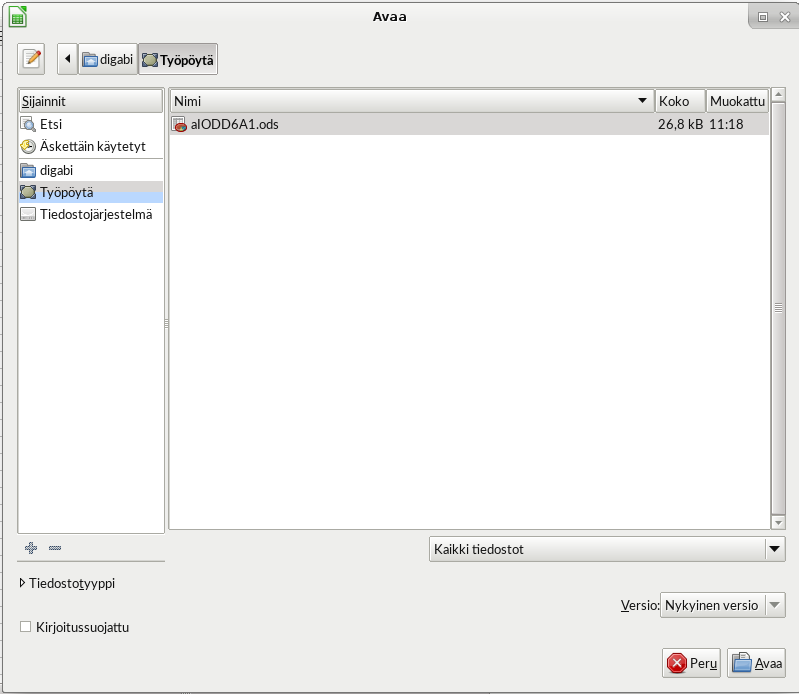 Avaa
digabi Työpöytä
Sijainnit
Etsi
Äskettäin käytetyt
digabi
Työpöytä
Tiedostojärjestelmä
Nimi Koko Muokattu
alODD6A1.ods 26,8 kB 11:18
Kaikki tiedostot
Tiedostotyyppi
Versio: Nykyinen versio
Kirjoitussuojattu
Peru Avaa